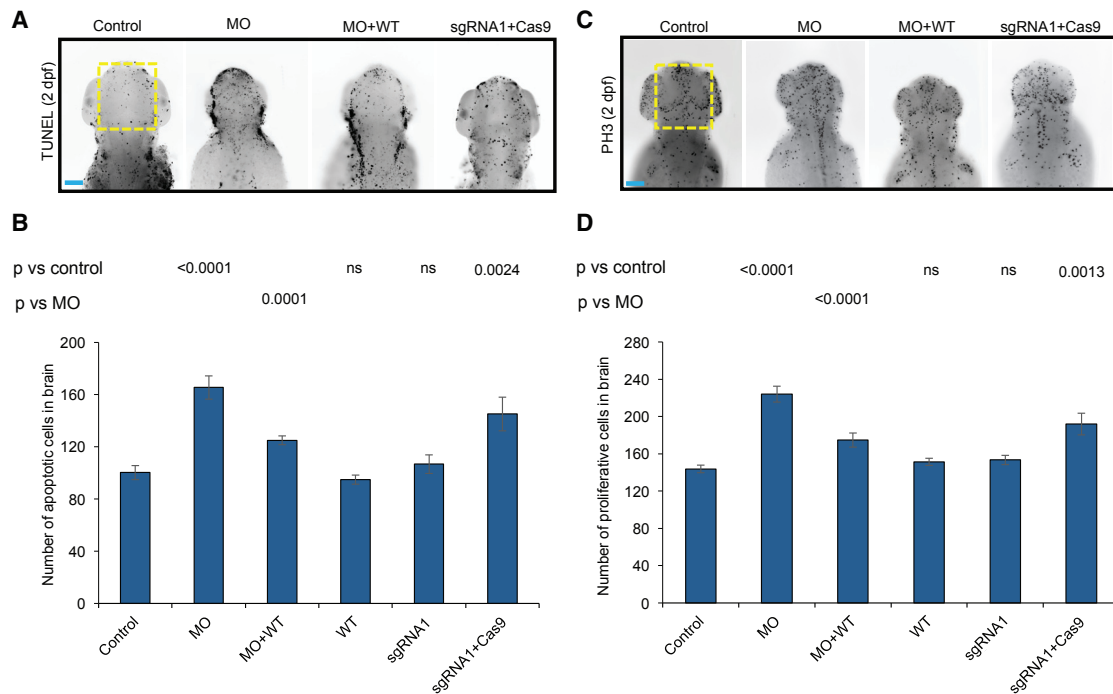 A
Control MO MO+WT sgRNA1+Cas9
TUNEL (2 dpf)
B
p vs control <0.0001 ns ns 0.0024
p vs MO 0.0001
Number of apoptotic cells in brain
200
160
120
80
40
0
Control MO MO+WT WT sgRNA1 sgRNA1+Cas9
C
Control MO MO+WT sgRNA1+Cas9
PH3 (2 dpf)
D
p vs control <0.0001 ns ns 0.0013
p vs MO <0.0001
Number of proliferative cells in brain
280
240
200
160
120
80
40
0
Control MO MO+WT WT sgRNA1 sgRNA1+Cas9